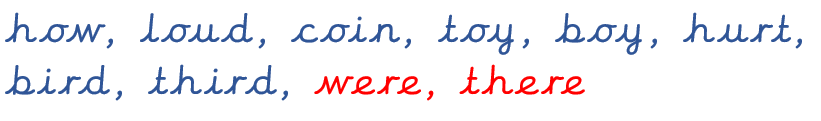 how, loud, coin, toy, boy, hurt,
bird, third, were, there